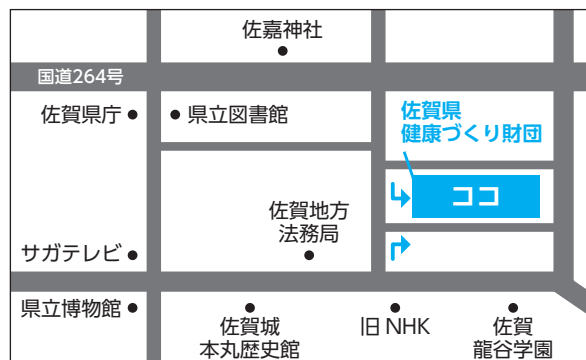 佐嘉神社
国道264号
佐賀県庁
県立図書館
佐賀県
健康づくり財団
ココ
佐賀地方
法務局
サガテレビ
県立博物館
佐賀城
本丸歴史館
旧 NHK
佐賀
龍谷学園